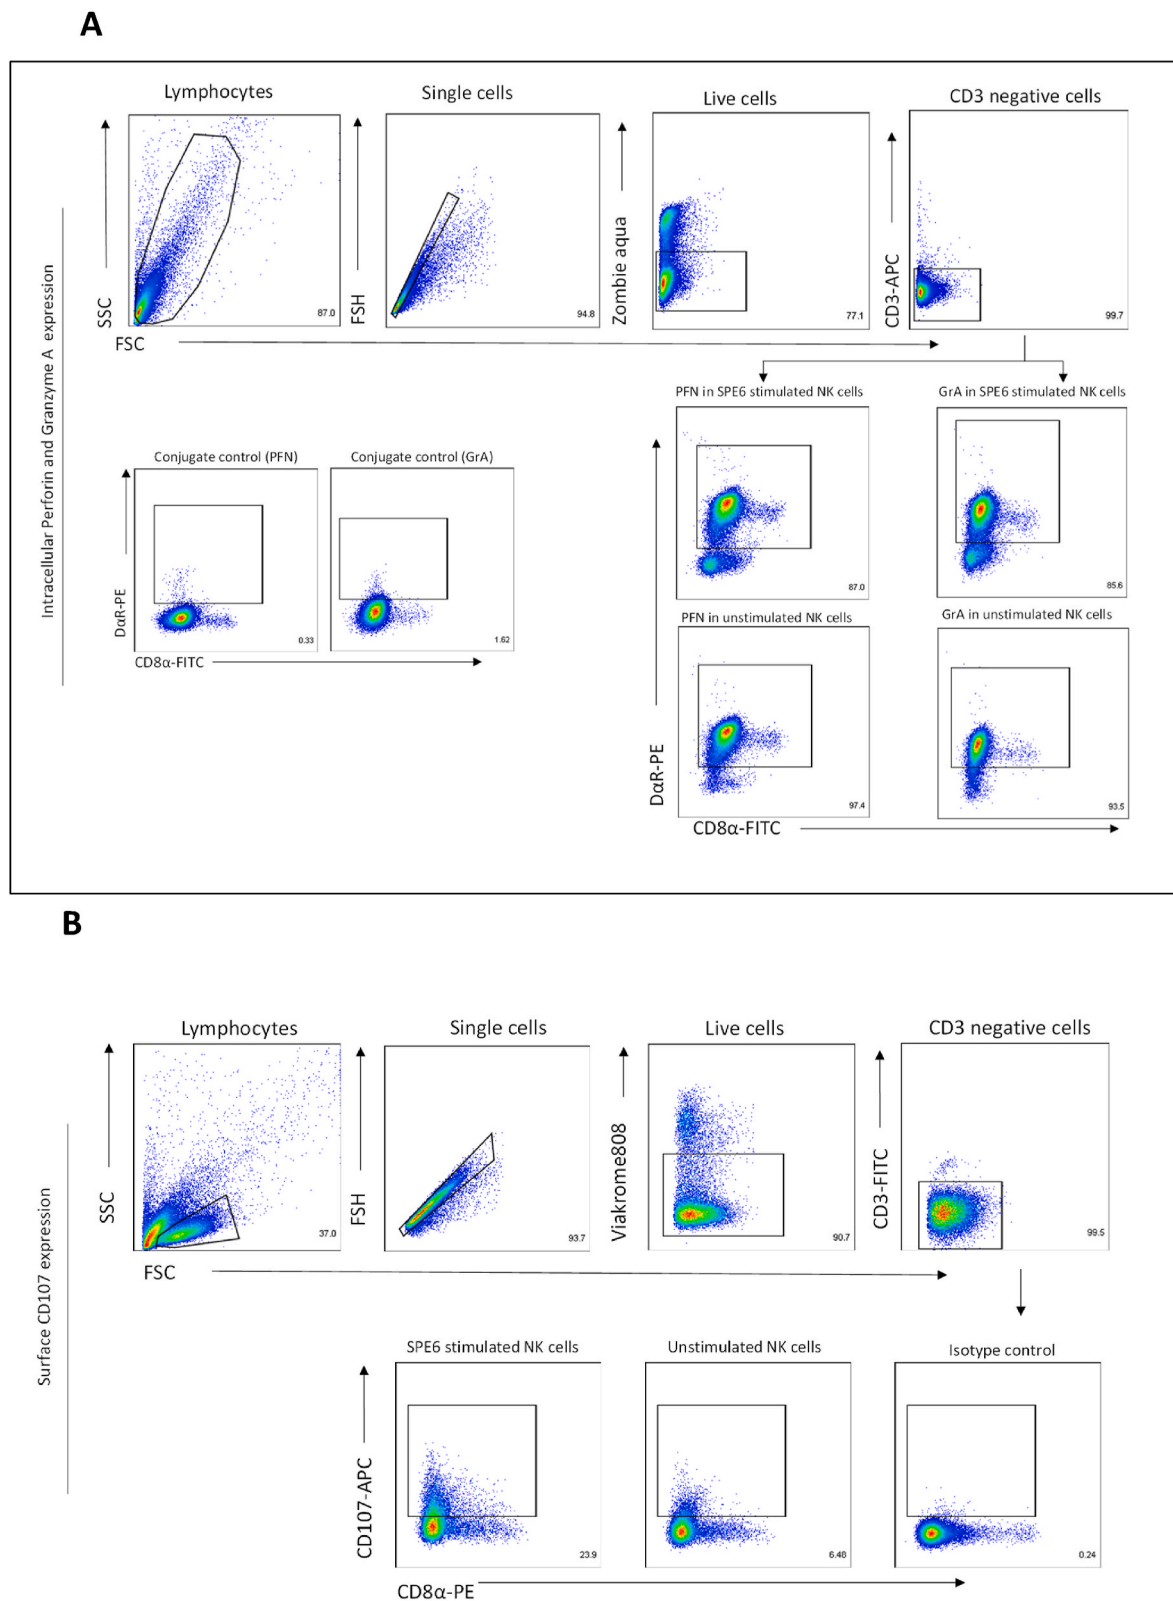 A
Lymphocytes
Single cells
Live cells
CD3 negative cells
SSC
FSH
Zombie aqua
CD3-APC
87.0
94.8
77.1
99.7
FSC
Intracellular Perforin and Granzyme A expression
PFN in SPE6 stimulated NK cells
GrA in SPE6 stimulated NK cells
Conjugate control (PFN)
Conjugate control (GrA)
87.0
85.6
DαR-PE
0.33
1.62
CD8α-FITC
PFN in unstimulated NK cells
GrA in unstimulated NK cells
DαR-PE
97.4
93.5
CD8α-FITC
B
Lymphocytes
Single cells
Live cells
CD3 negative cells
SSC
FSH
Viakrome808
CD3-FITC
37.0
93.7
90.7
99.5
FSC
Surface CD107 expression
SPE6 stimulated NK cells
Unstimulated NK cells
Isotype control
CD107-APC
23.9
6.48
0.24
CD8α-PE